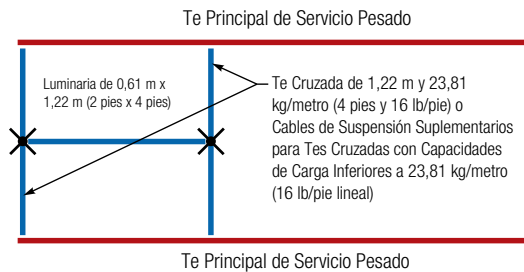 Te Principal de Servicio Pesado
Luminaria de 0,61 m x
1,22 m (2 pies x 4 pies)
Te Cruzada de 1,22 m y 23,81
kg/metro (4 pies y 16 lb/pie) o
Cables de Suspensión Suplementarios
para Tes Cruzadas con Capacidades
de Carga Inferiores a 23,81 kg/metro
(16 lb/pie lineal)
Te Principal de Servicio Pesado